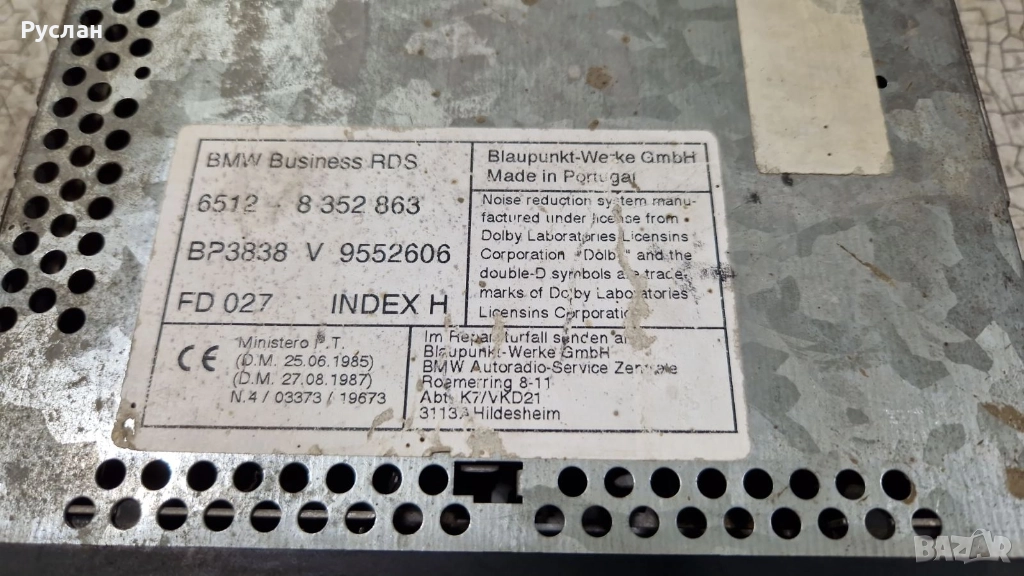 Руслан
BMW Business RDS
6512 - 8 352 863
BP3838 V 9552606
FD 027 INDEX H
Blaupunkt-Werke GmbH
Made in Portugal
Noise reduction system manu-
factured under license from
Dolby Laboratories Licensins
Corporation. "Dolby" and the
double-D symbols are trade-
marks of Dolby Laboratories
Licensins Corporation
CE
Ministero P.T.
(D.M. 25.06.1985)
(D.M. 27.08.1987)
N.4 / 03373 / 19673
Im Reparaturfall senden an
Blaupunkt-Werke GmbH
BMW Autoradio-Service Zentrale
Roemerring 8-11
Abt. K7/VKD21
Hildesheim
BAZAR